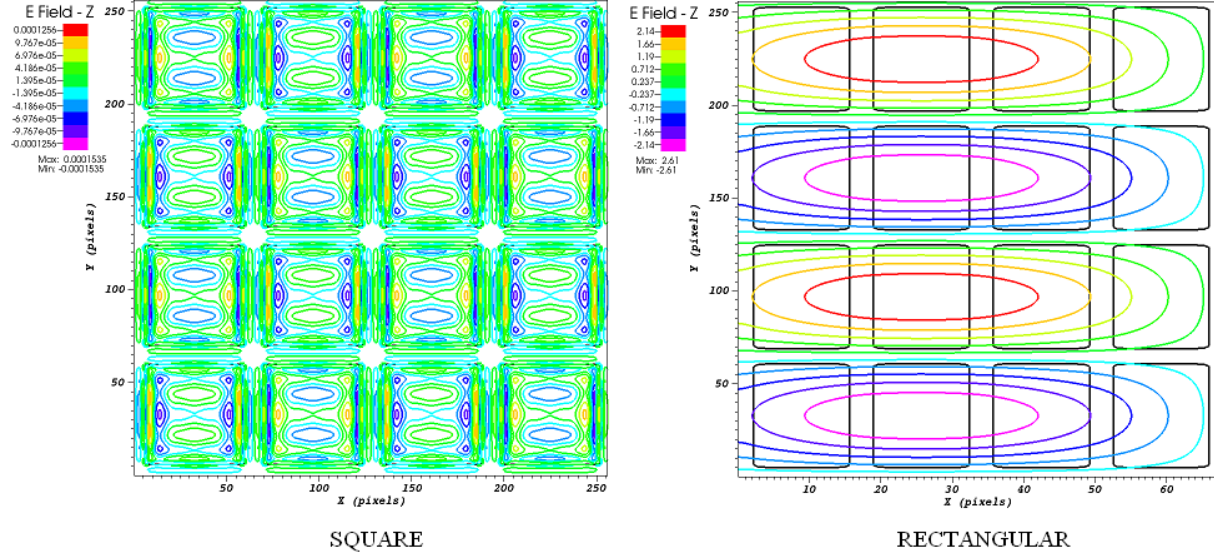 E Field - Z
0.0001256
9.767e-05
6.976e-05
4.186e-05
1.395e-05
-1.395e-05
-4.186e-05
-6.976e-05
-9.767e-05
-0.0001256
Max: 0.0001535
Min: -0.0001535
250
200
150
100
50
Y (pixels)
50 100 150 200 250
X (pixels)
SQUARE
E Field - Z
2.14
1.66
1.19
0.712
0.237
-0.237
-0.712
-1.19
-1.66
-2.14
Max: 2.61
Min: -2.61
250
200
150
100
50
Y (pixels)
10 20 30 40 50 60
X (pixels)
RECTANGULAR